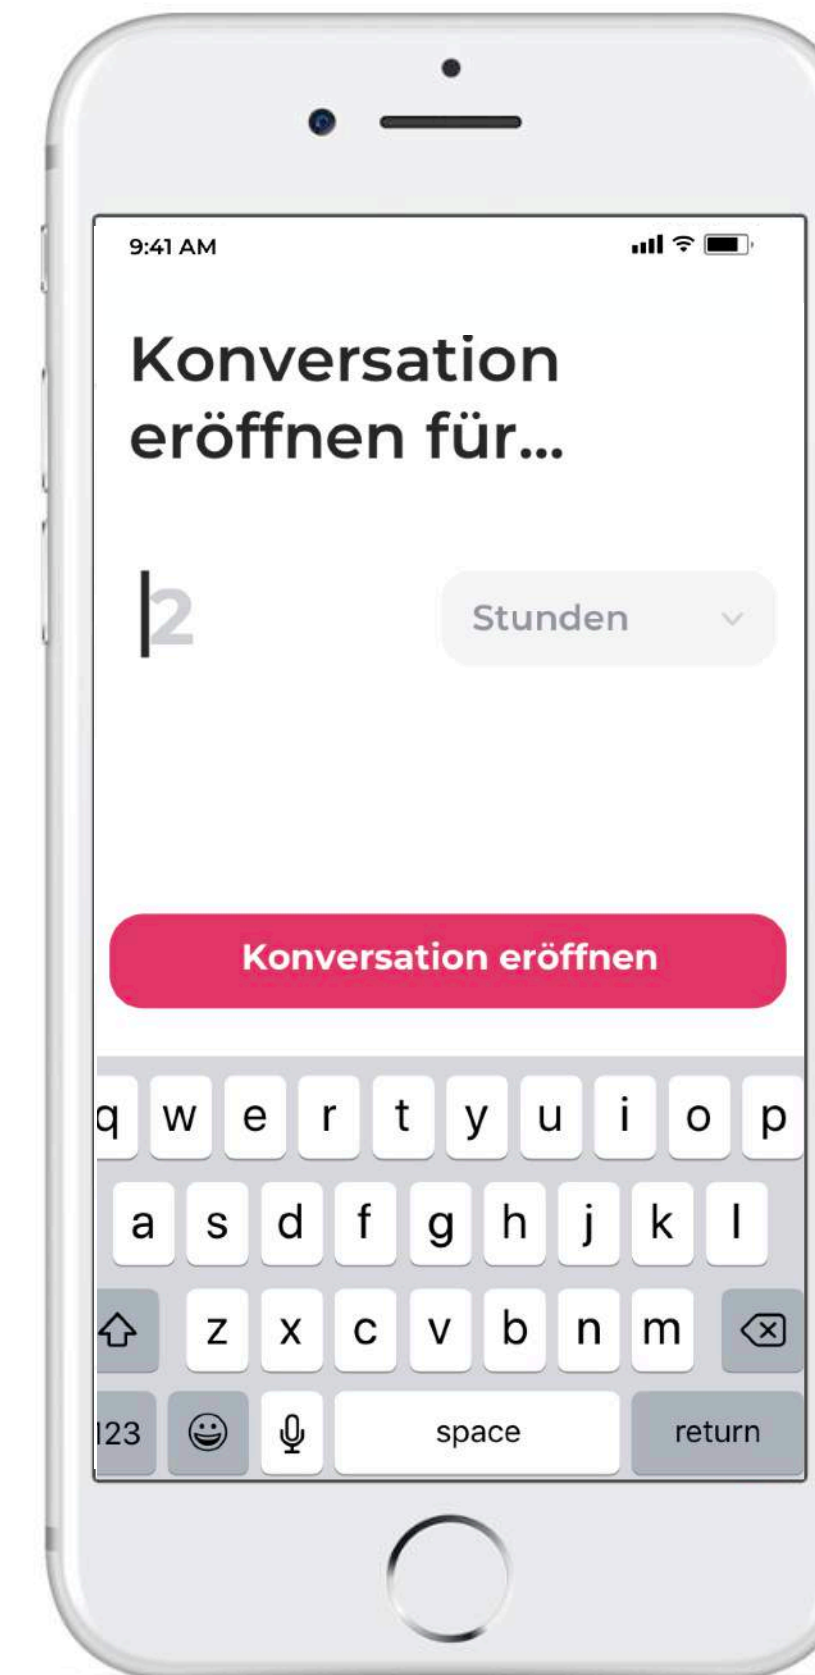 9:41 AM
Konversation
eröffnen für...
2
Stunden
Konversation eröffnen
q w e r t y u i o p
a s d f g h j k l
z x c v b n m
123 space return